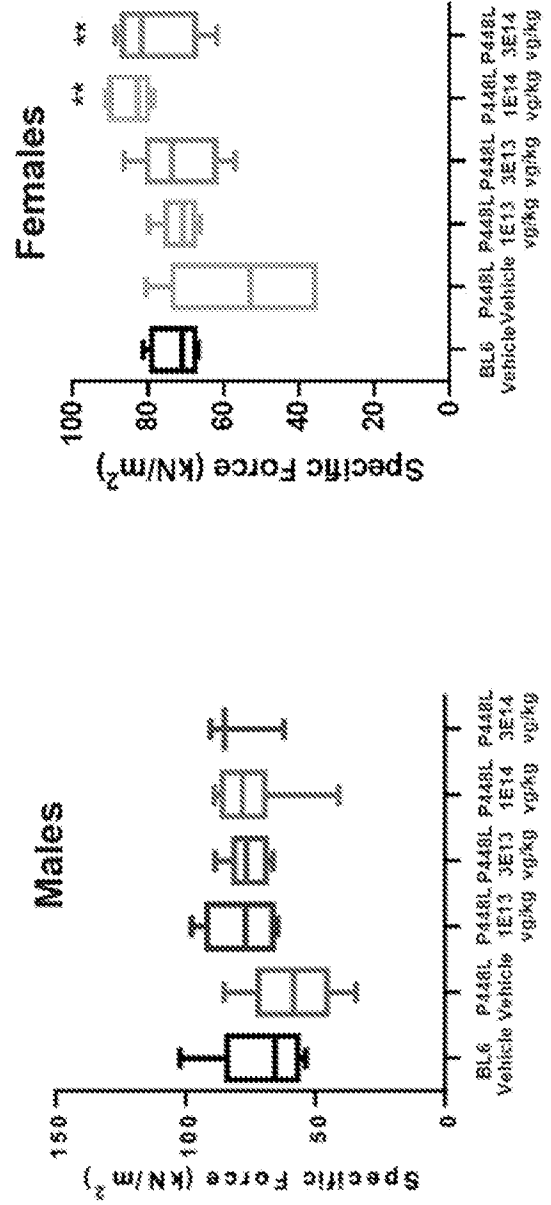 Males
Specific Force (kN/m²)
150
100
50
0
BL6 P448L P448L P448L P448L P448L
Vehicle Vehicle 1E13 3E13 1E14 3E14
vg/kg vg/kg vg/kg vg/kg
Females
Specific Force (kN/m²)
100
80
60
40
20
0
** **
BL6 P448L P448L P448L P448L P448L
Vehicle Vehicle 1E13 3E13 1E14 3E14
vg/kg vg/kg vg/kg vg/kg